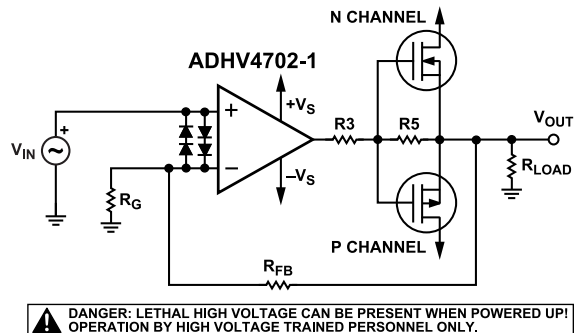 N CHANNEL
ADHV4702-1
+VS
R3
R5
VOUT
+
+
VIN
−
−VS
RLOAD
RG
P CHANNEL
RFB
! DANGER: LETHAL HIGH VOLTAGE CAN BE PRESENT WHEN POWERED UP!
OPERATION BY HIGH VOLTAGE TRAINED PERSONNEL ONLY.